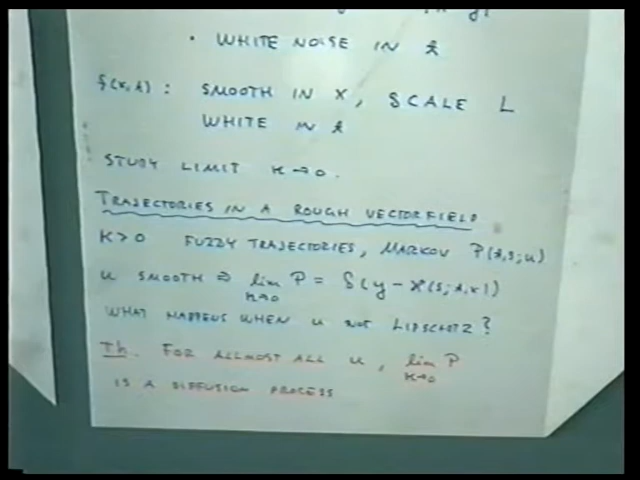 • WHITE NOISE IN t
f(x,t) : SMOOTH IN X, SCALE L
WHITE IN t
STUDY LIMIT κ→0.
TRAJECTORIES IN A ROUGH VECTORFIELD
κ>0 FUZZY TRAJECTORIES, MARKOV P(t,s;u)
u SMOOTH ⇒ lim P = δ(y - x(s;t,x))
κ→0
WHAT HAPPENS WHEN u NOT LIPSCHITZ?
Th. FOR ALLMOST ALL u, lim P
κ→0
IS A DIFFUSION PROCESS